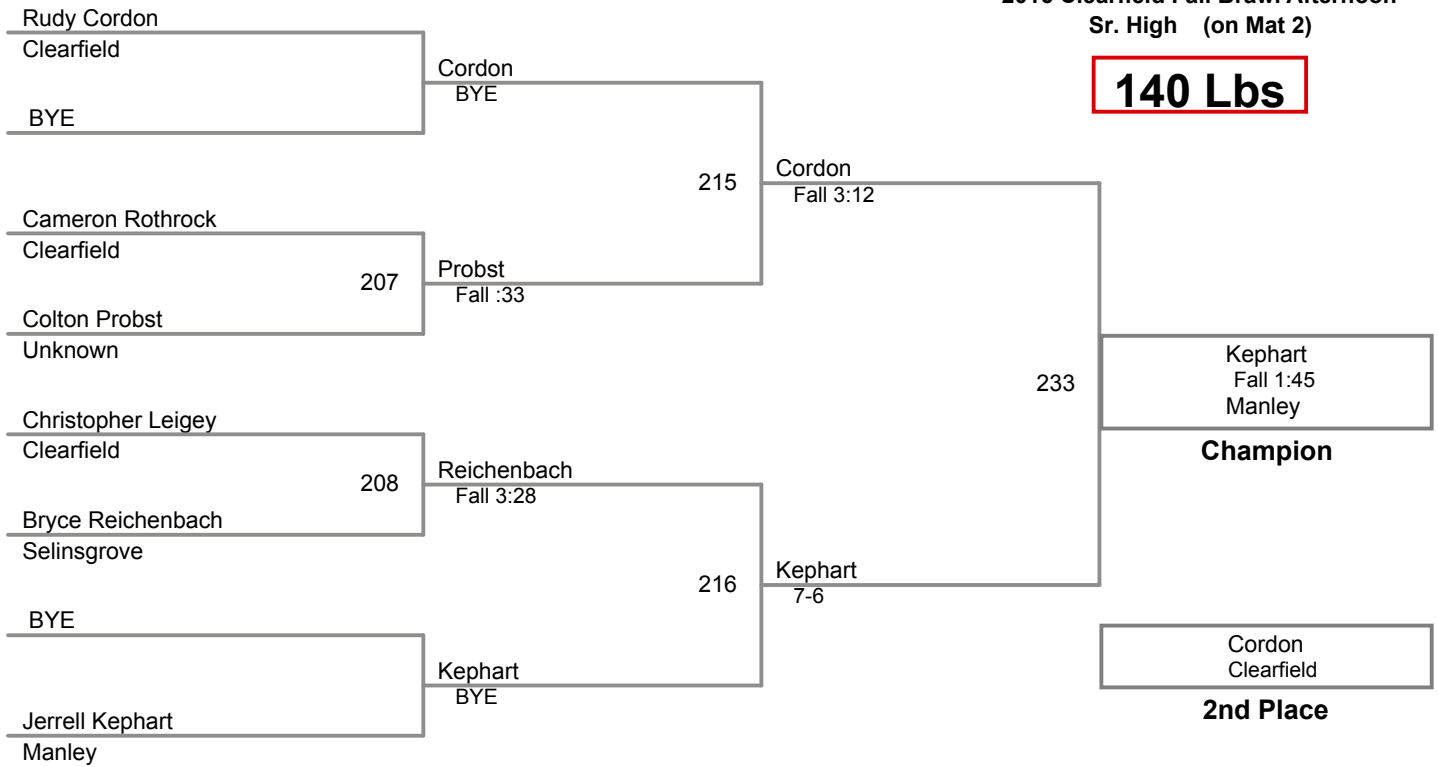 Sr. High (on Mat 2)
140 Lbs
Rudy Cordon
Clearfield
BYE
Cordon
BYE
Cameron Rothrock
Clearfield
207
Colton Probst
Unknown
Probst
Fall :33
215
Cordon
Fall 3:12
Christopher Leigey
Clearfield
208
Bryce Reichenbach
Selinsgrove
Reichenbach
Fall 3:28
BYE
Jerrell Kephart
Manley
Kephart
BYE
216
Kephart
7-6
233
Kephart
Fall 1:45
Manley
Champion
Cordon
Clearfield
2nd Place